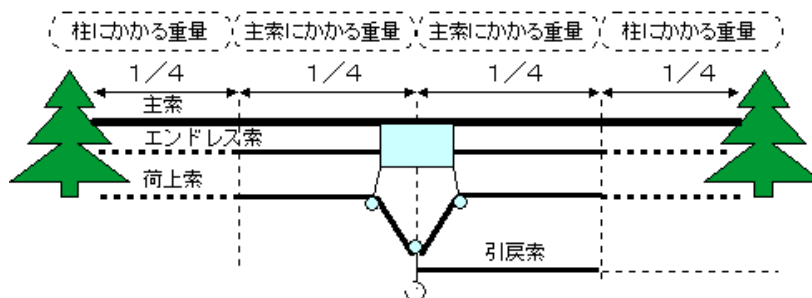 柱にかかる重量 主索にかかる重量 主索にかかる重量 柱にかかる重量
1/4 1/4 1/4 1/4
主索
エンドレス索
荷上索
引戻索